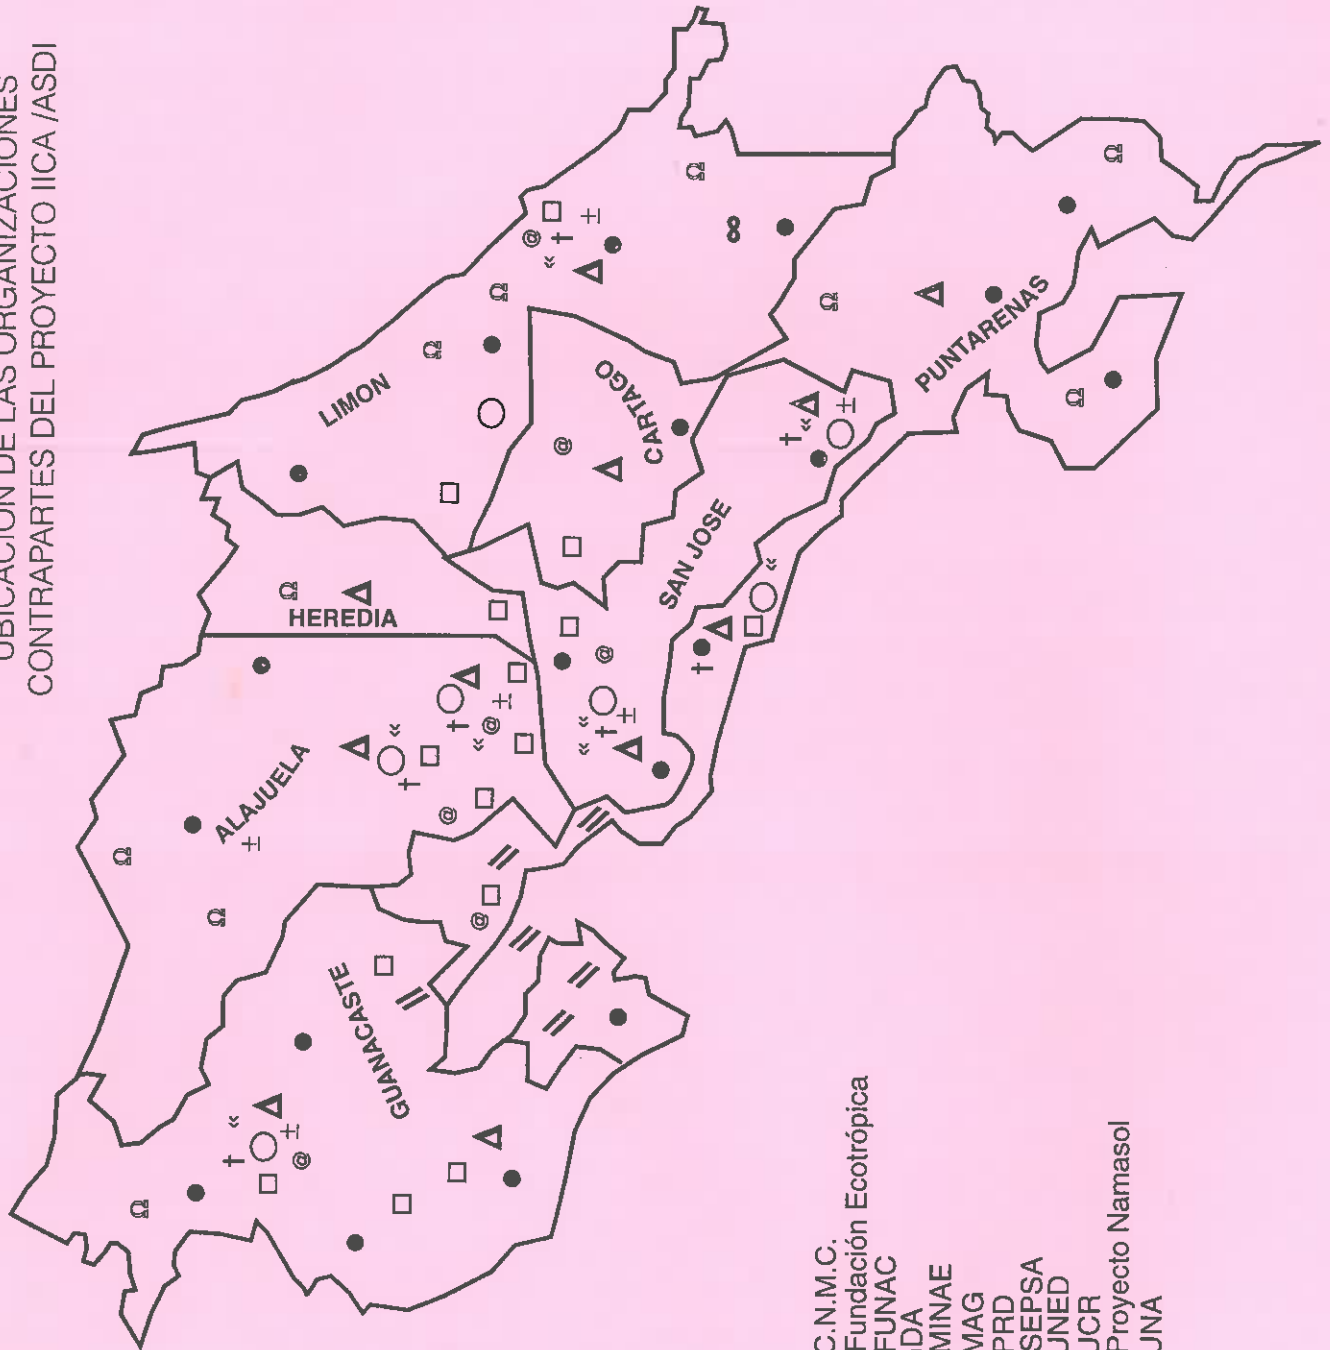 UBICACION DE LAS ORGANIZACIONES
CONTRAPARTES DEL PROYECTO IICA /ASDI
LIMON
CARTAGO
PUNTARENAS
SAN JOSE
HEREDIA
ALAJUELA
GUANACASTE
C.N.M.C.
Fundación Ecotrópica
FUNAC
IDA
MINAE
MAG
PRD
SEPSA
UNED
UCR
Proyecto Namasol
UNA